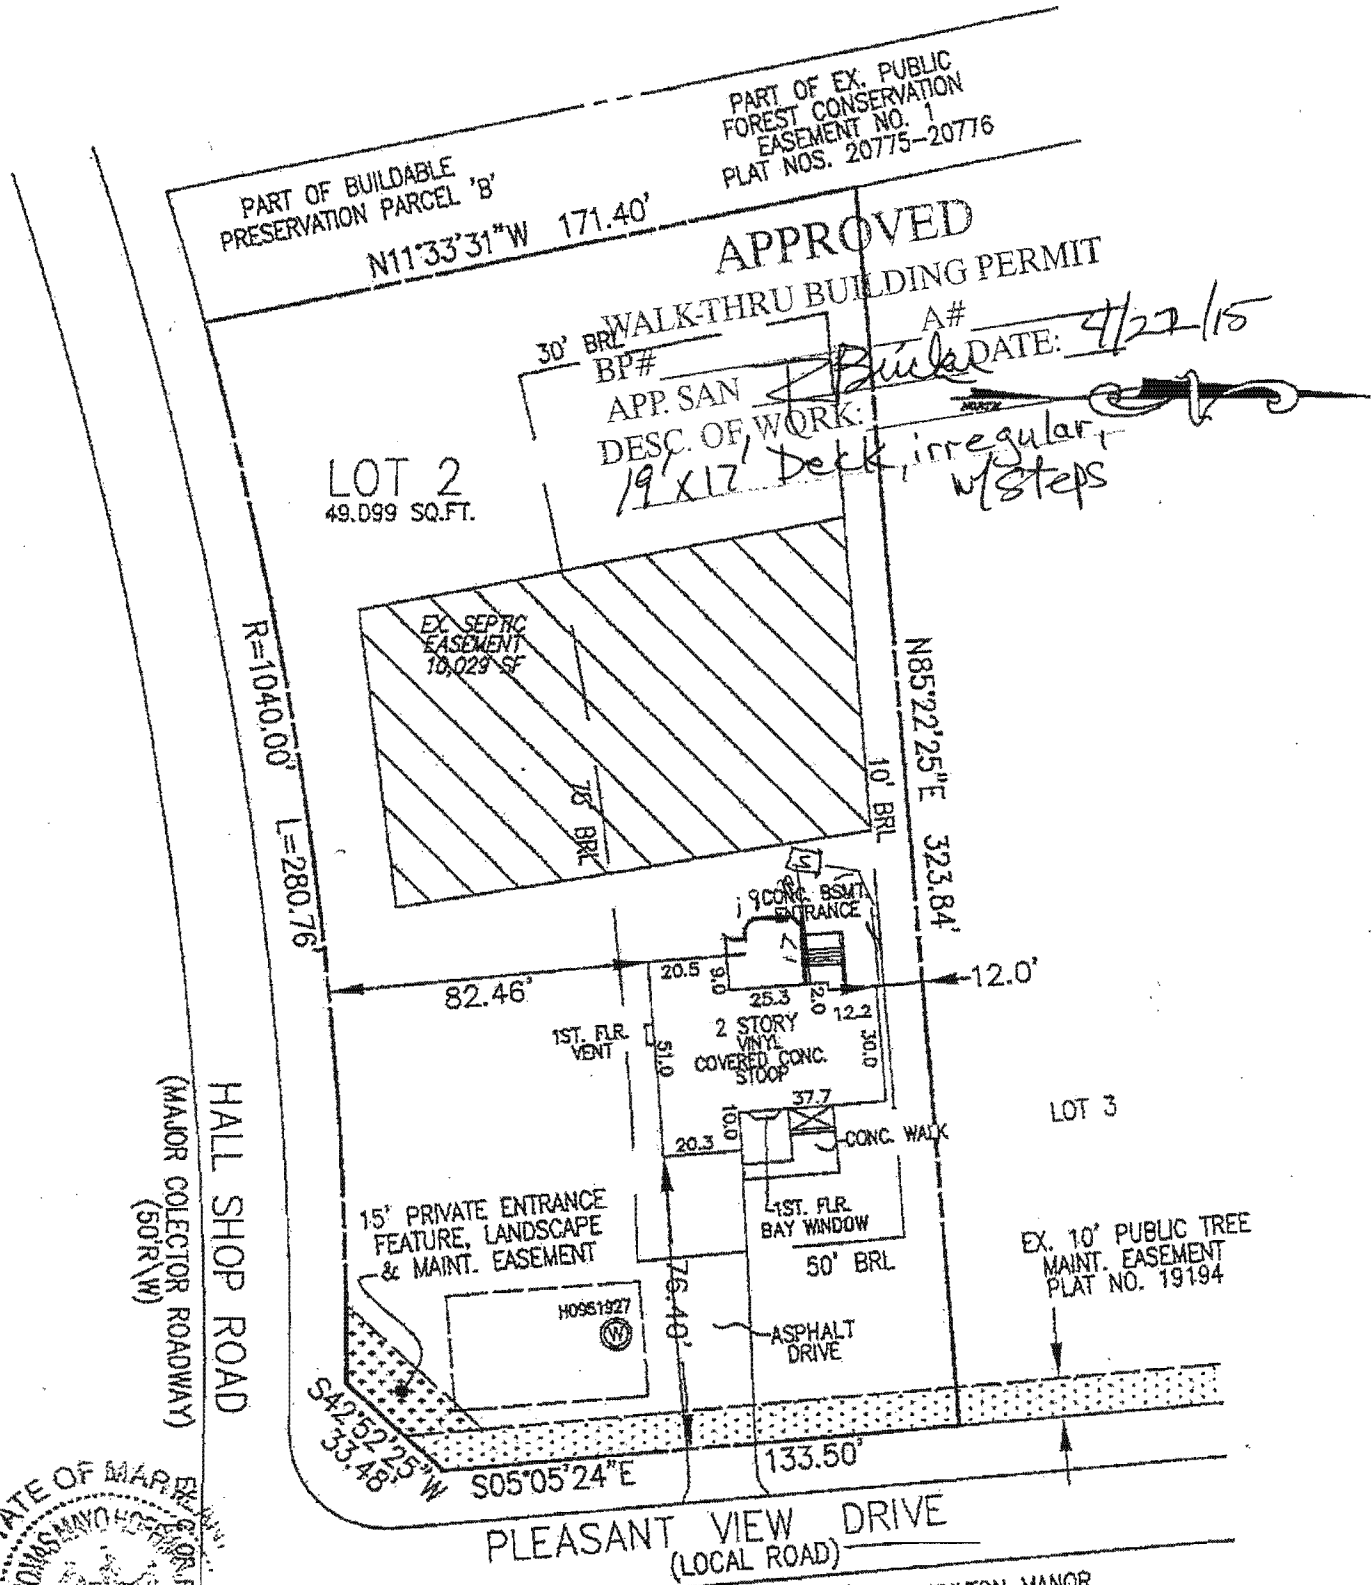 PART OF EX. PUBLIC
FOREST CONSERVATION
EASEMENT NO. 1
PLAT NOS. 20775-20776
PART OF BUILDABLE
PRESERVATION PARCEL 'B'
N11°33'31"W 171.40'
APPROVED
WALK-THRU BUILDING PERMIT
A#
BP#
DATE: 4/27/15
APP. SAN
DESC. OF WORK:
19' x 17' Deck, irregular,
w/steps
NORTH
30' BRL
LOT 2
49,099 SQ.FT.
EX. SEPTIC
EASEMENT
10,029 SF
R=1040.00' L=280.76'
N85°22'25"E 323.84'
10' BRL
75' BRL
CONC. BSMT.
ENTRANCE
19
17
82.46'
20.5
9.0
25.3
2.0
12.2
12.0'
1ST. FLR.
VENT
51.0
2 STORY
VINYL
COVERED CONC.
STOOP
30.0
37.7
10.0
20.3
CONC. WALK
LOT 3
1ST. FLR.
BAY WINDOW
50' BRL
15' PRIVATE ENTRANCE
FEATURE, LANDSCAPE
& MAINT. EASEMENT
EX. 10' PUBLIC TREE
MAINT. EASEMENT
PLAT NO. 19194
HO951927
W
76.40'
ASPHALT
DRIVE
HALL SHOP ROAD
(MAJOR COLECTOR ROADWAY)
(50'R\W)
S42°52'25"W
33.48'
S05°05'24"E
133.50'
PLEASANT VIEW DRIVE
(LOCAL ROAD)
MANOR